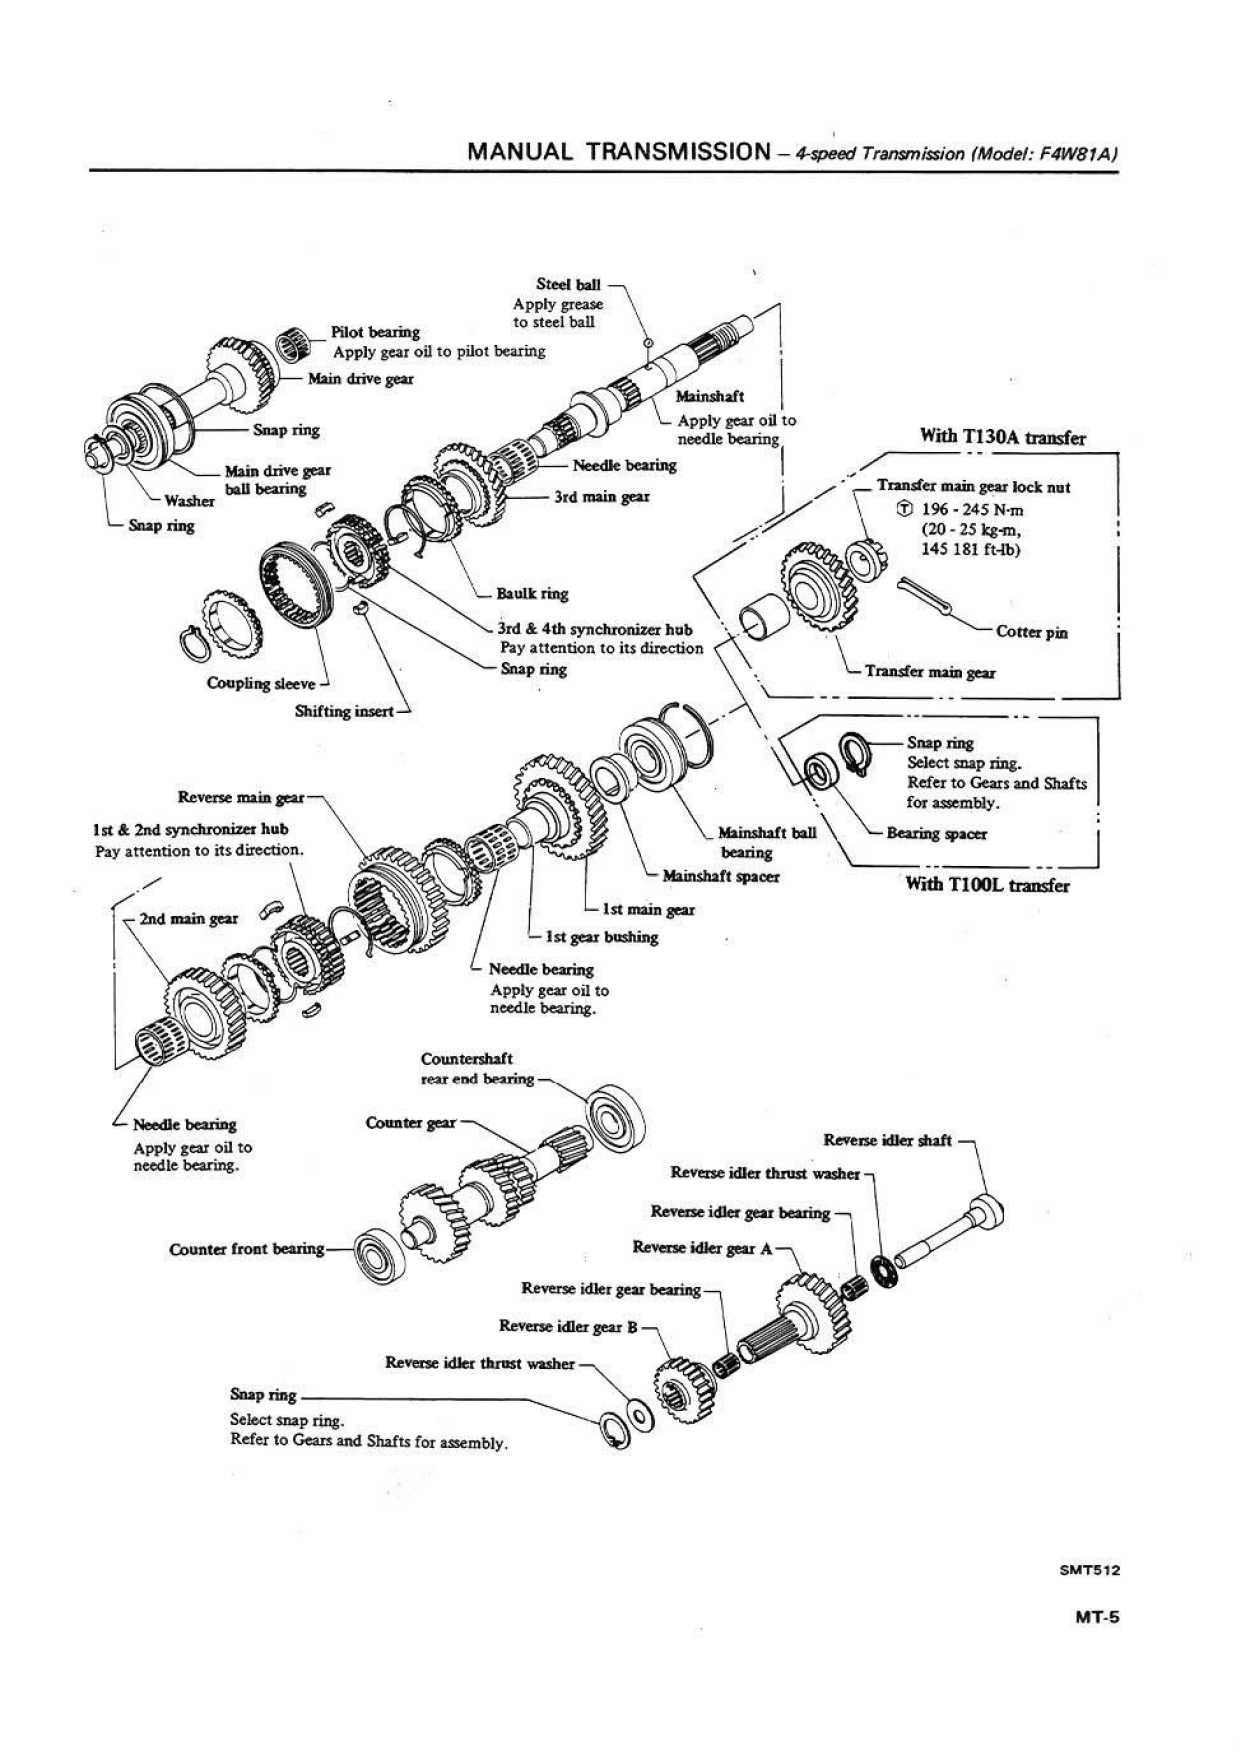 MANUAL TRANSMISSION – 4-speed Transmission (Model: F4W81A)
Steel ball
Apply grease
to steel ball
Pilot bearing
Apply gear oil to pilot bearing
Main drive gear
Mainshaft
Apply gear oil to
needle bearing
Snap ring
Needle bearing
Main drive gear
ball bearing
3rd main gear
Washer
Snap ring
With T130A transfer
Transfer main gear lock nut
Ⓣ 196 - 245 N·m
(20 - 25 kg-m,
145 181 ft-lb)
Baulk ring
3rd & 4th synchronizer hub
Pay attention to its direction
Snap ring
Cotter pin
Transfer main gear
Coupling sleeve
Shifting insert
Snap ring
Select snap ring.
Refer to Gears and Shafts
for assembly.
Bearing spacer
With T100L transfer
Reverse main gear
1st & 2nd synchronizer hub
Pay attention to its direction.
Mainshaft ball
bearing
Mainshaft spacer
1st main gear
1st gear bushing
2nd main gear
Needle bearing
Apply gear oil to
needle bearing.
Countershaft
rear end bearing
Counter gear
Needle bearing
Apply gear oil to
needle bearing.
Reverse idler shaft
Reverse idler thrust washer
Reverse idler gear bearing
Counter front bearing
Reverse idler gear A
Reverse idler gear bearing
Reverse idler gear B
Reverse idler thrust washer
Snap ring
Select snap ring.
Refer to Gears and Shafts for assembly.
SMT512
MT-5